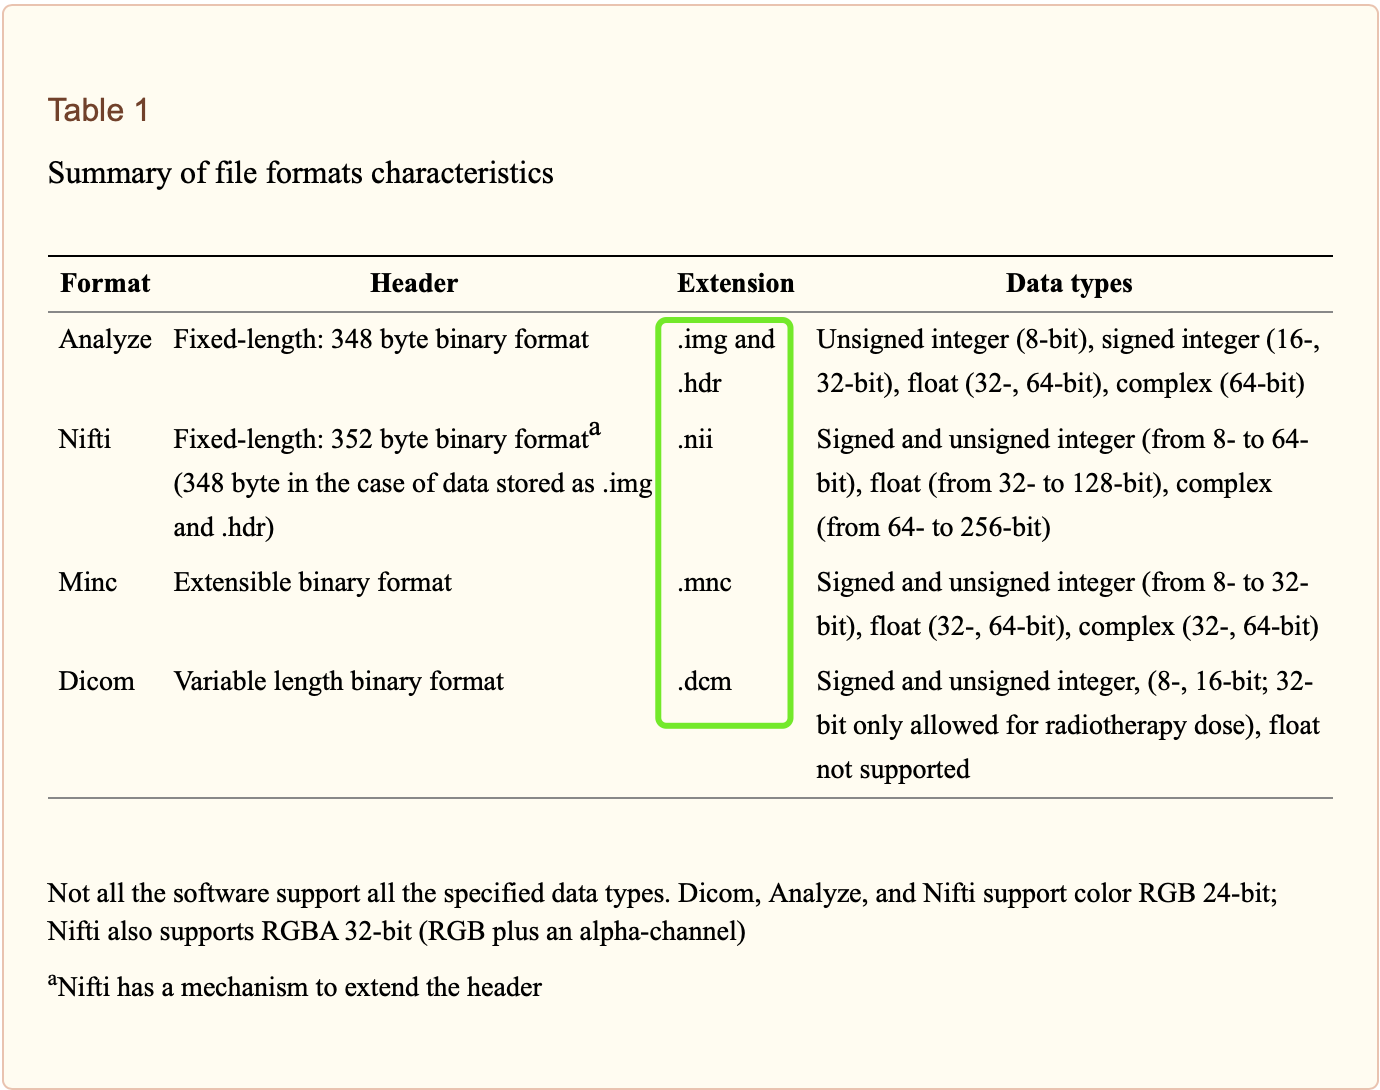 Table 1
Summary of file formats characteristics
Format Header Extension Data types
Analyze Fixed-length: 348 byte binary format .img and Unsigned integer (8-bit), signed integer (16-,
.hdr 32-bit), float (32-, 64-bit), complex (64-bit)
Nifti Fixed-length: 352 byte binary formatᵃ .nii Signed and unsigned integer (from 8- to 64-
(348 byte in the case of data stored as .img bit), float (from 32- to 128-bit), complex
and .hdr) (from 64- to 256-bit)
Minc Extensible binary format .mnc Signed and unsigned integer (from 8- to 32-
bit), float (32-, 64-bit), complex (32-, 64-bit)
Dicom Variable length binary format .dcm Signed and unsigned integer, (8-, 16-bit; 32-
bit only allowed for radiotherapy dose), float
not supported
Not all the software support all the specified data types. Dicom, Analyze, and Nifti support color RGB 24-bit;
Nifti also supports RGBA 32-bit (RGB plus an alpha-channel)
ᵃNifti has a mechanism to extend the header